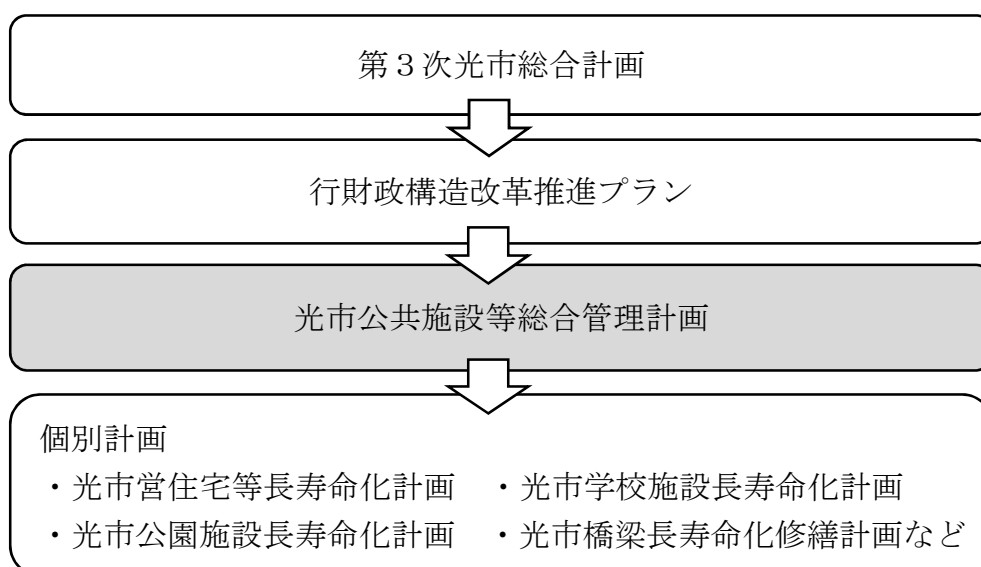 第３次光市総合計画
行財政構造改革推進プラン
光市公共施設等総合管理計画
個別計画
・光市営住宅等長寿命化計画　・光市学校施設長寿命化計画
・光市公園施設長寿命化計画　・光市橋梁長寿命化修繕計画など